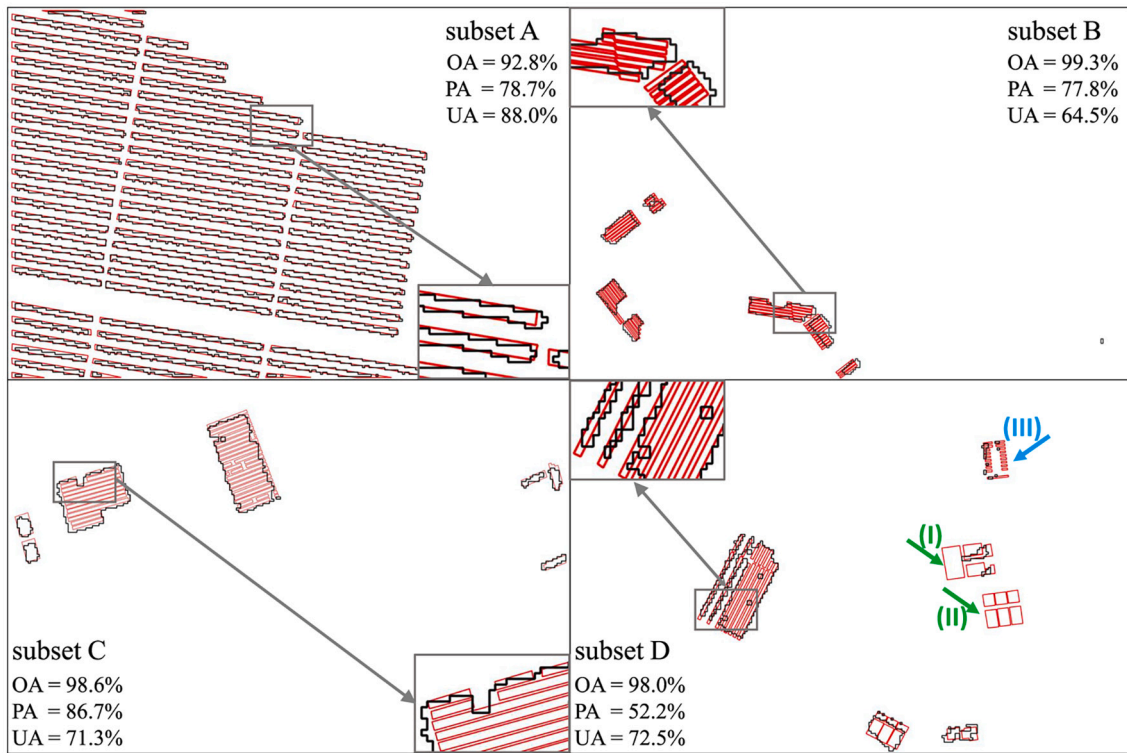 subset A
OA = 92.8%
PA = 78.7%
UA = 88.0%
subset B
OA = 99.3%
PA = 77.8%
UA = 64.5%
subset C
OA = 98.6%
PA = 86.7%
UA = 71.3%
subset D
OA = 98.0%
PA = 52.2%
UA = 72.5%
(III)
(I)
(II)